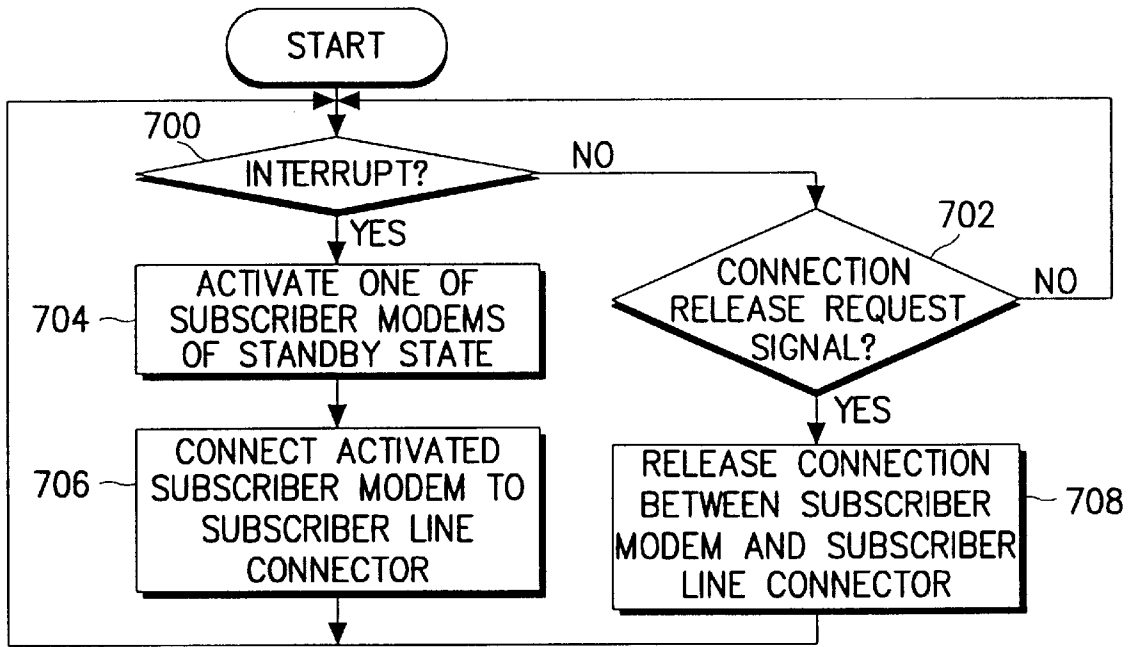 START
700
INTERRUPT?
NO
YES
702
CONNECTION
RELEASE REQUEST
SIGNAL?
NO
YES
704
ACTIVATE ONE OF
SUBSCRIBER MODEMS
OF STANDBY STATE
706
CONNECT ACTIVATED
SUBSCRIBER MODEM TO
SUBSCRIBER LINE
CONNECTOR
RELEASE CONNECTION
BETWEEN SUBSCRIBER
MODEM AND SUBSCRIBER
LINE CONNECTOR
708